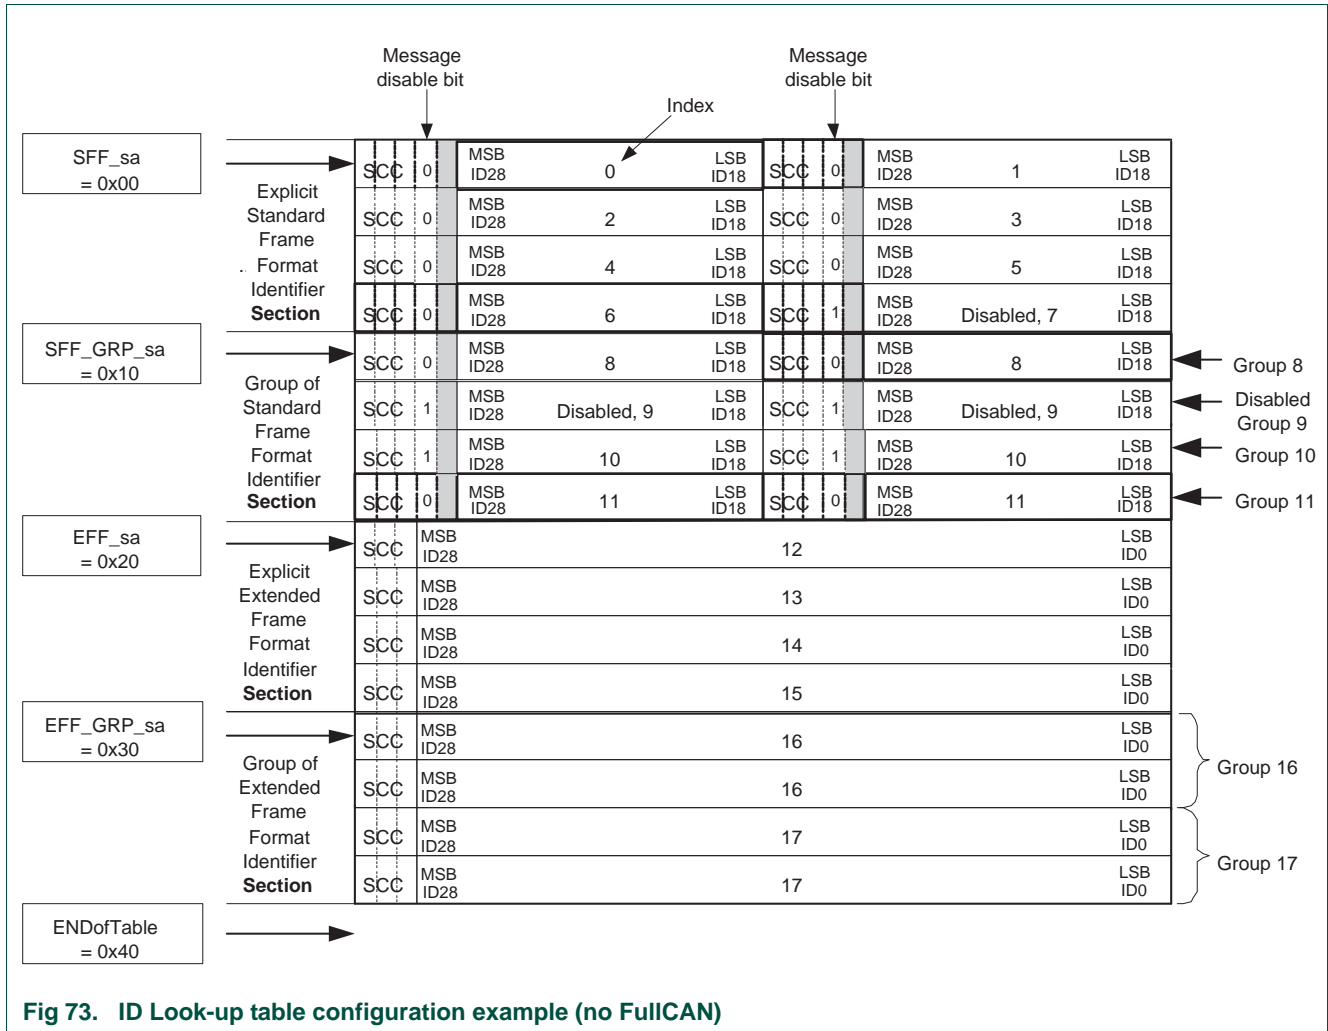 Message
disable bit
Message
disable bit
Index
SFF_sa
= 0x00
Explicit
Standard
Frame
.. Format
Identifier
Section
SCC 0 MSB ID28 0 LSB ID18 SCC 0 MSB ID28 1 LSB ID18
SCC 0 MSB ID28 2 LSB ID18 SCC 0 MSB ID28 3 LSB ID18
SCC 0 MSB ID28 4 LSB ID18 SCC 0 MSB ID28 5 LSB ID18
SCC 0 MSB ID28 6 LSB ID18 SCC 1 MSB ID28 Disabled, 7 LSB ID18
SFF_GRP_sa
= 0x10
Group of
Standard
Frame
Format
Identifier
Section
SCC 0 MSB ID28 8 LSB ID18 SCC 0 MSB ID28 8 LSB ID18 Group 8
SCC 1 MSB ID28 Disabled, 9 LSB ID18 SCC 1 MSB ID28 Disabled, 9 LSB ID18 Disabled Group 9
SCC 1 MSB ID28 10 LSB ID18 SCC 1 MSB ID28 10 LSB ID18 Group 10
SCC 0 MSB ID28 11 LSB ID18 SCC 0 MSB ID28 11 LSB ID18 Group 11
EFF_sa
= 0x20
Explicit
Extended
Frame
Format
Identifier
Section
SCC MSB ID28 12 LSB ID0
SCC MSB ID28 13 LSB ID0
SCC MSB ID28 14 LSB ID0
SCC MSB ID28 15 LSB ID0
EFF_GRP_sa
= 0x30
Group of
Extended
Frame
Format
Identifier
Section
SCC MSB ID28 16 LSB ID0
SCC MSB ID28 16 LSB ID0
Group 16
SCC MSB ID28 17 LSB ID0
SCC MSB ID28 17 LSB ID0
Group 17
ENDofTable
= 0x40
Fig 73. ID Look-up table configuration example (no FullCAN)